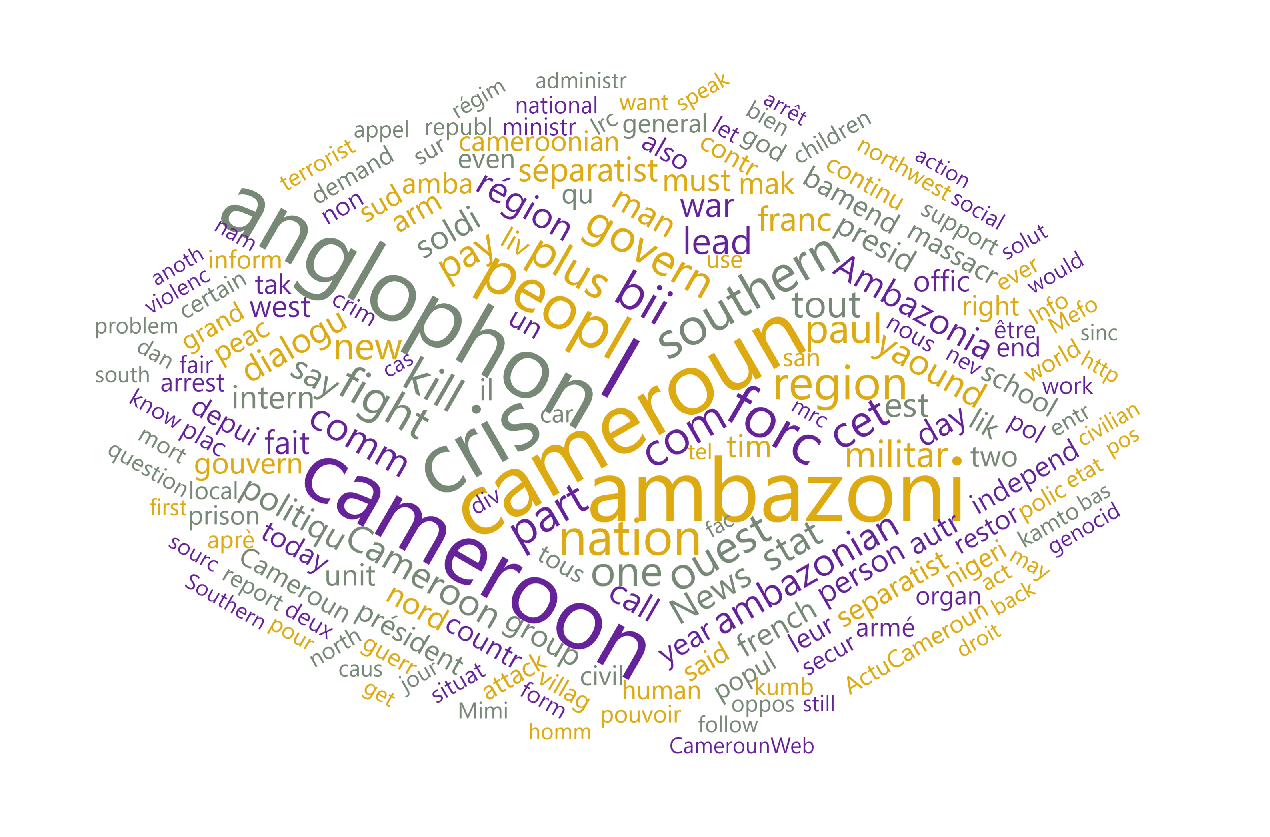 administr
régim
national
want
speak
arrêt
appel
republ
ministr
lrc
general
let
god
bien
children
terrorist
demand
sur
cameroonian
even
séparatist
also
contr
northwest
action
non
sud
amba
région
qu
must
mak
continu
bamend
support
social
anglophon
nam
arm
soldi
man
war
franc
presid
massacr
solut
anoth
inform
pay
liv
plus
govern
lead
use
southern
Ambazonia
offic
ever
would
violenc
certain
tak
west
crim
peopl
bii
tout
right
Info
Mefo
problem
grand
peac
dialogu
new
un
l
cameroun
paul
nous
nev
yaound
end
être
sinc
dan
fair
south
arrest
cas
say
fight
kill
il
san
region
world
http
school
work
know
plac
depui
intern
cris
car
com
forc
mrc
cet
est
day
lik
pol
entr
civilian
pos
mort
question
fait
comm
gouvern
tel
tim
militar
two
local
politiqu
cameroon
div
part
ambazoni
independ
polic
etat
bas
first
prison
today
nation
fac
stat
autr
restor
kamto
genocid
aprè
sourc
Cameroun
Cameroon
unit
tous
one
ouest
News
ambazonian
person
separatist
nigeri
act
may
report
Southern
deux
président
nord
group
call
year
french
leur
armé
organ
back
pour
north
guerr
countr
civil
said
popul
secur
ActuCameroun
droit
caus
jour
situat
attack
villag
human
kumb
get
Mimi
form
pouvoir
oppos
still
homm
follow
CamerounWeb